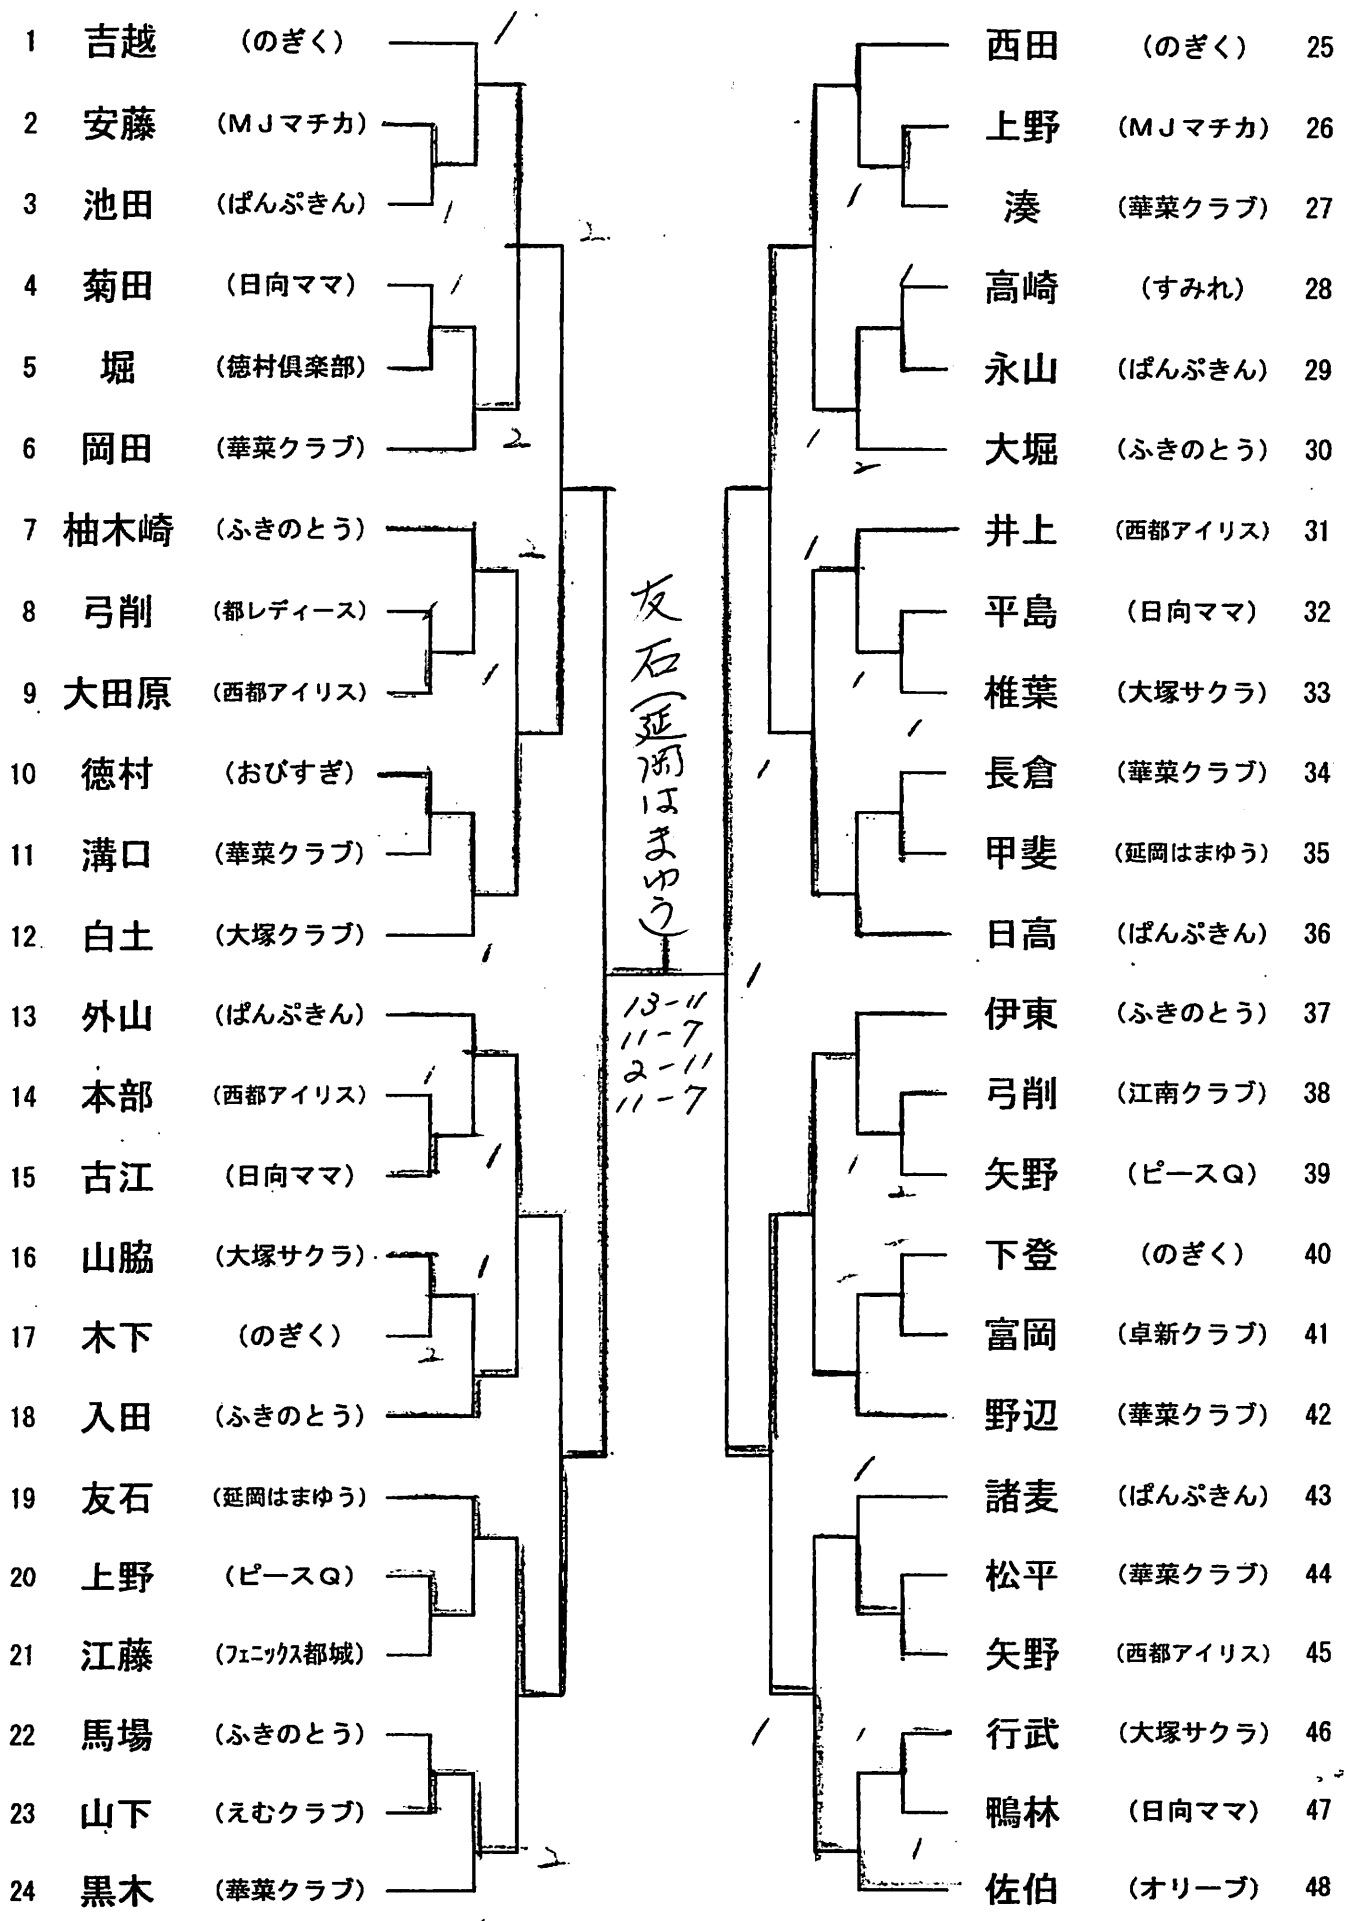 1 吉越 (のぎく)
2 安藤 (MJマチカ)
3 池田 (ぱんぷきん)
4 菊田 (日向ママ)
5 堀 (徳村倶楽部)
6 岡田 (華菜クラブ)
7 柚木崎 (ふきのとう)
8 弓削 (都レディース)
9 大田原 (西都アイリス)
10 徳村 (おびすぎ)
11 溝口 (華菜クラブ)
12 白土 (大塚クラブ)
13 外山 (ぱんぷきん)
14 本部 (西都アイリス)
15 古江 (日向ママ)
16 山脇 (大塚サクラ)
17 木下 (のぎく)
18 入田 (ふきのとう)
19 友石 (延岡はまゆう)
20 上野 (ピースQ)
21 江藤 (フェニックス都城)
22 馬場 (ふきのとう)
23 山下 (えむクラブ)
24 黒木 (華菜クラブ)
友石(延岡はまゆう)
13-11
11-7
2-11
11-7
西田 (のぎく) 25
上野 (MJマチカ) 26
湊 (華菜クラブ) 27
高崎 (すみれ) 28
永山 (ぱんぷきん) 29
大堀 (ふきのとう) 30
井上 (西都アイリス) 31
平島 (日向ママ) 32
椎葉 (大塚サクラ) 33
長倉 (華菜クラブ) 34
甲斐 (延岡はまゆう) 35
日高 (ぱんぷきん) 36
伊東 (ふきのとう) 37
弓削 (江南クラブ) 38
矢野 (ピースQ) 39
下登 (のぎく) 40
富岡 (卓新クラブ) 41
野辺 (華菜クラブ) 42
諸麦 (ぱんぷきん) 43
松平 (華菜クラブ) 44
矢野 (西都アイリス) 45
行武 (大塚サクラ) 46
鴨林 (日向ママ) 47
佐伯 (オリーブ) 48